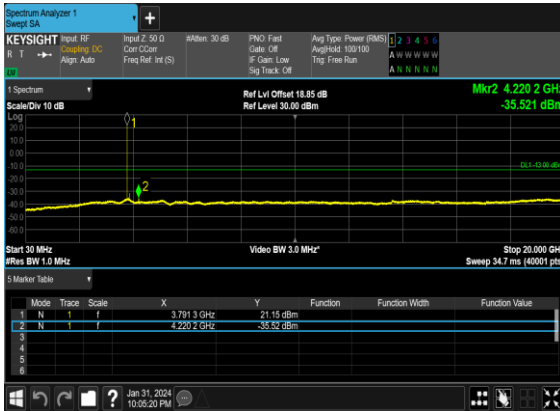 Spectrum Analyzer 1
Swept SA
+
KEYSIGHT Input: RF Input Z: 50 Ω #Atten: 30 dB PNO: Fast Avg Type: Power (RMS) 1 2 3 4 5 6
R T Coupling: DC Corr CCorr Gate: Off Avg|Hold: 100/100 A W W W W W
Align: Auto Freq Ref: Int (S) IF Gain: Low Trig: Free Run
Sig Track: Off A N N N N N
1 Spectrum Ref Lvl Offset 18.85 dB Mkr2 4.220 2 GHz
Scale/Div 10 dB Ref Level 30.00 dBm -35.521 dBm
Log
1
20.0
10.0
0.00
-10.0
DL1 -13.00 dBm
-20.0
2
-30.0
-40.0
-50.0
-60.0
Start 30 MHz Video BW 3.0 MHz* Stop 20.000 GHz
#Res BW 1.0 MHz Sweep 34.7 ms (40001 pts)
5 Marker Table
Mode Trace Scale X Y Function Function Width Function Value
1 N 1 f 3.791 3 GHz 21.15 dBm
2 N 1 f 4.220 2 GHz -35.52 dBm
3
4
5
6
? Jan 31, 2024
10:05:20 PM